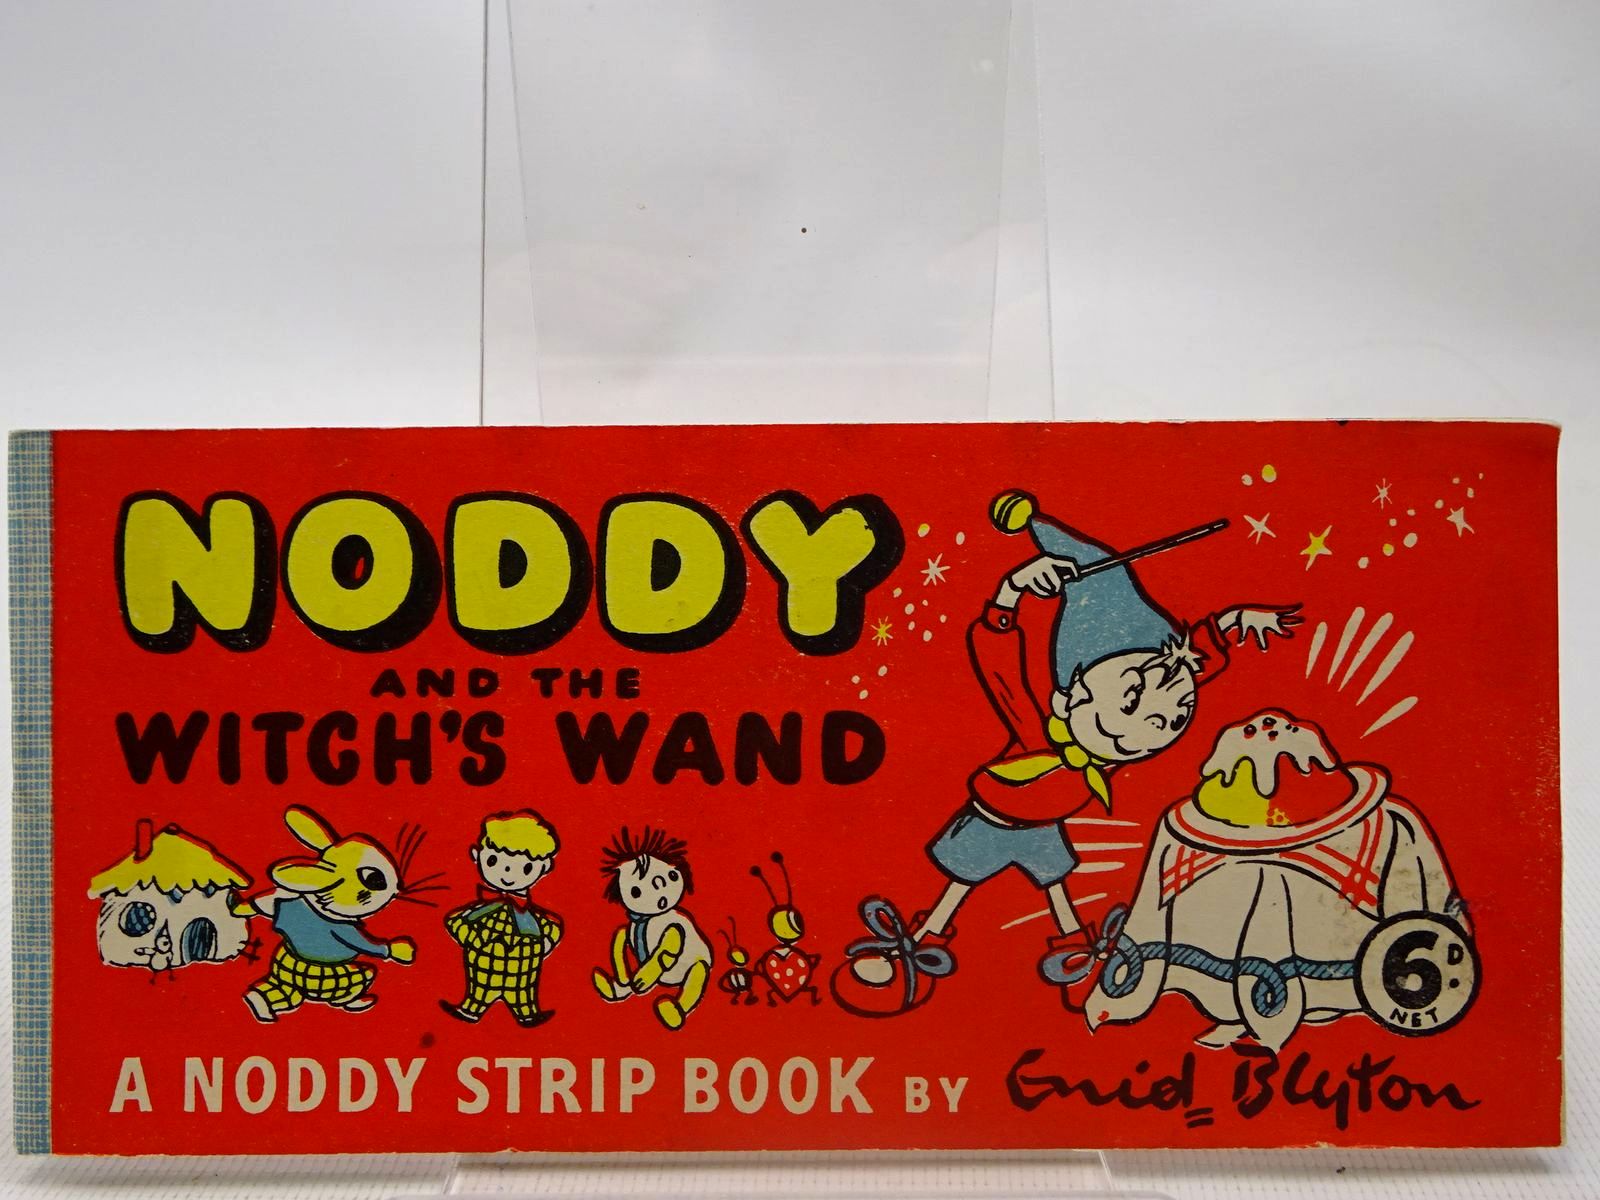 NODDY
AND THE
WITCH'S WAND
6D.
NET
A NODDY STRIP BOOK BY Enid Blyton